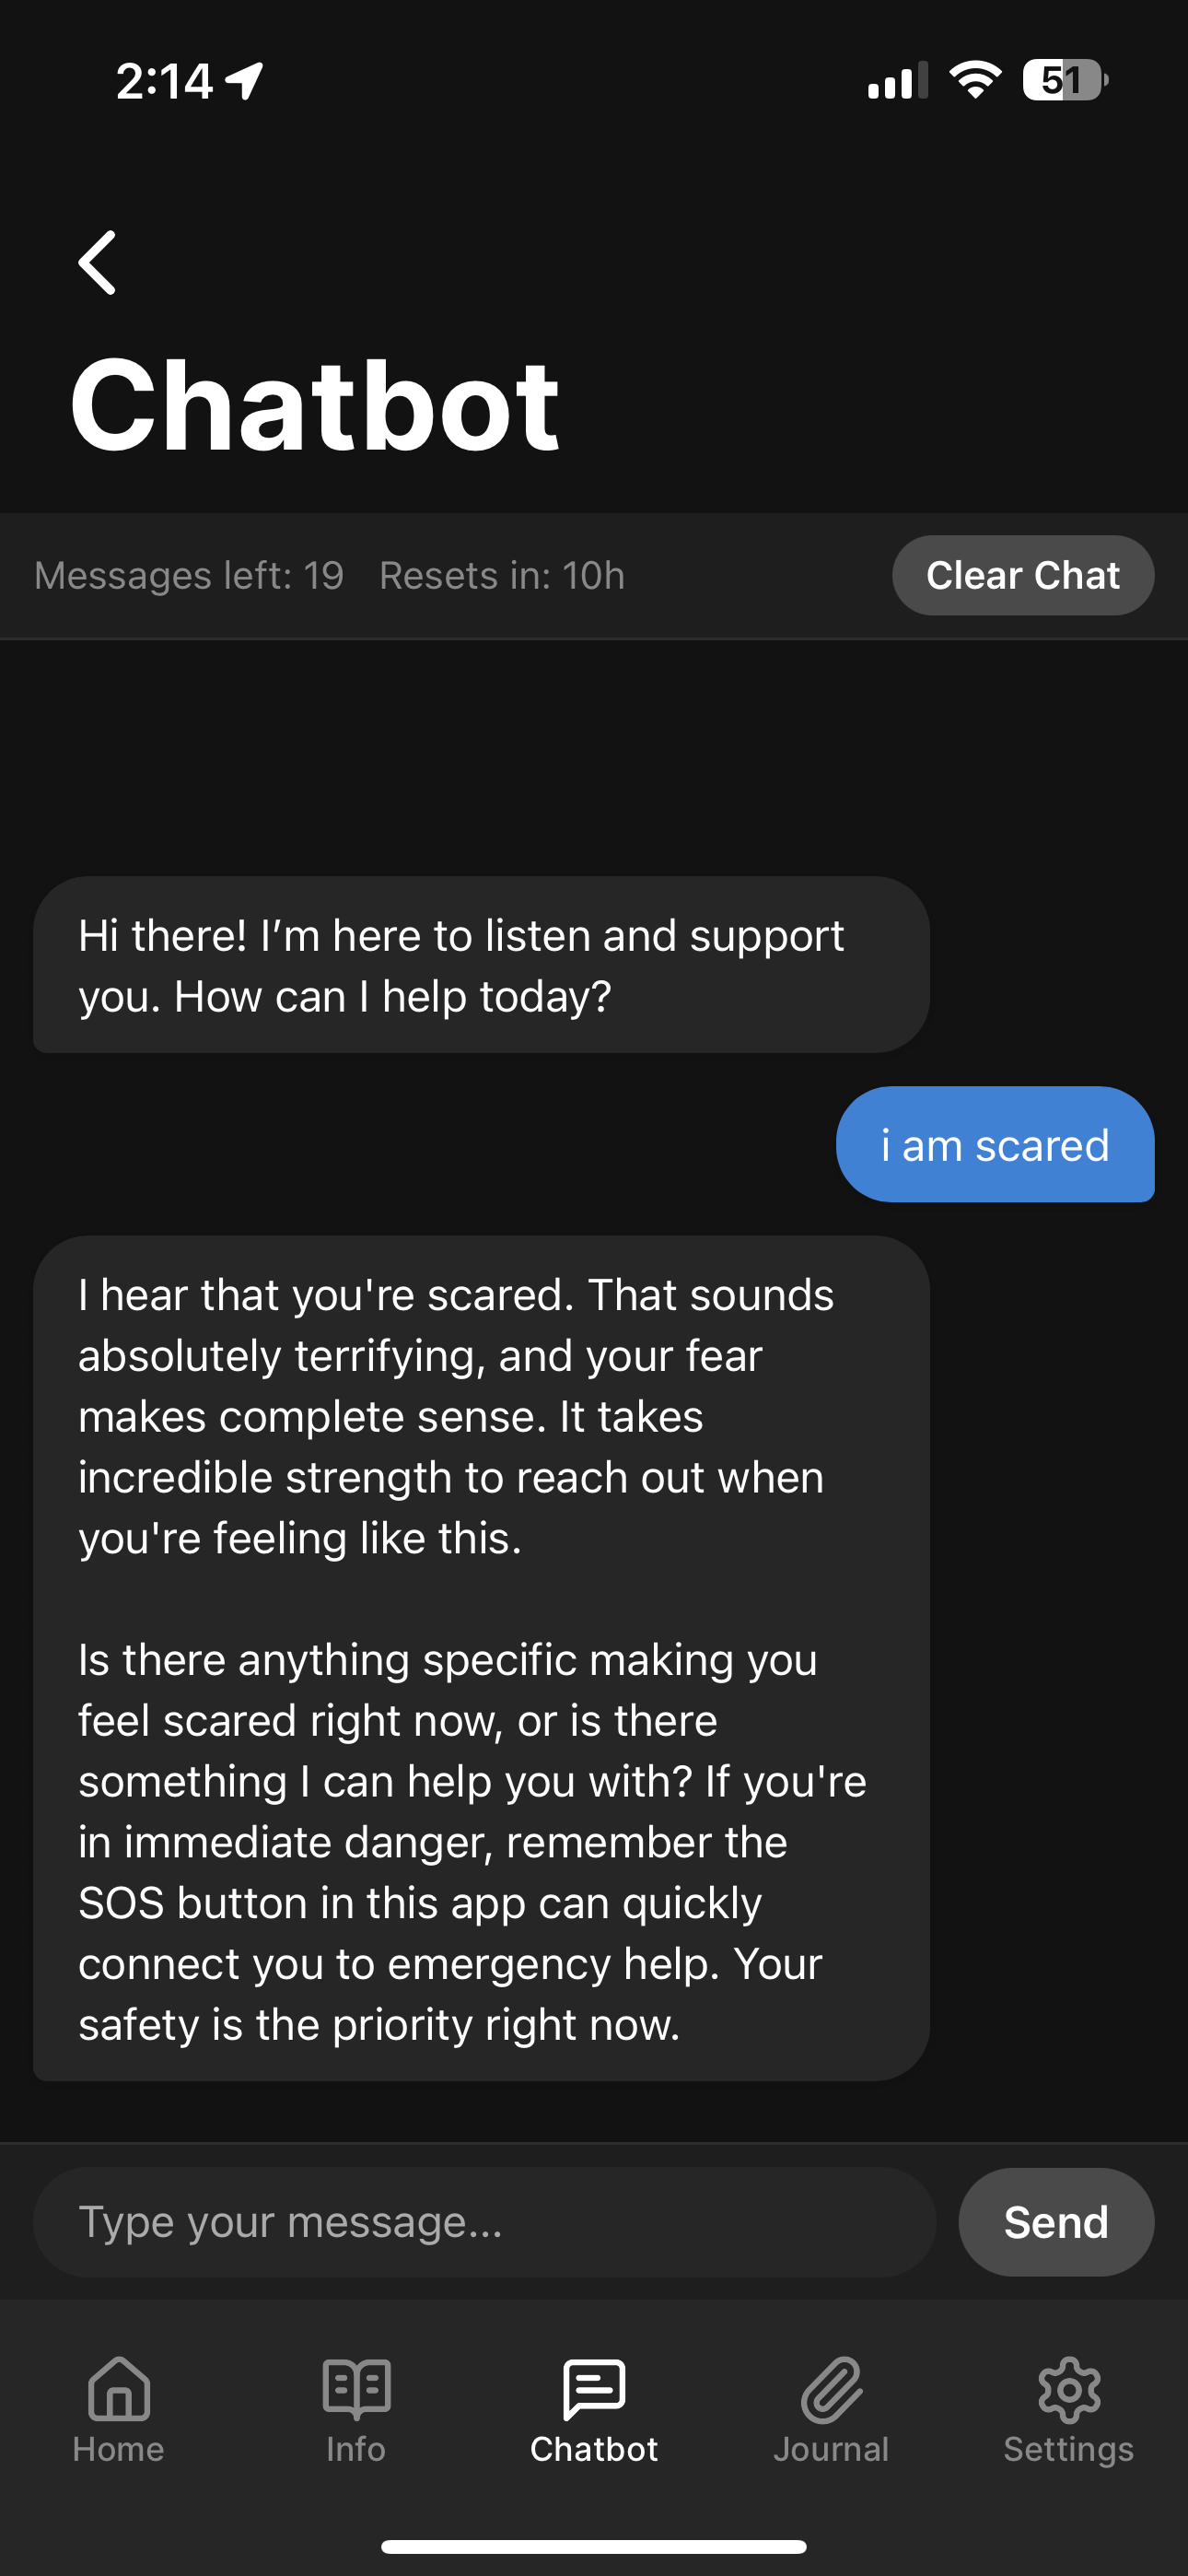 2:14
51
Chatbot
Messages left: 19 Resets in: 10h
Clear Chat
Hi there! I’m here to listen and support
you. How can I help today?
i am scared
I hear that you're scared. That sounds
absolutely terrifying, and your fear
makes complete sense. It takes
incredible strength to reach out when
you're feeling like this.
Is there anything specific making you
feel scared right now, or is there
something I can help you with? If you're
in immediate danger, remember the
SOS button in this app can quickly
connect you to emergency help. Your
safety is the priority right now.
Type your message...
Send
Home
Info
Chatbot
Journal
Settings